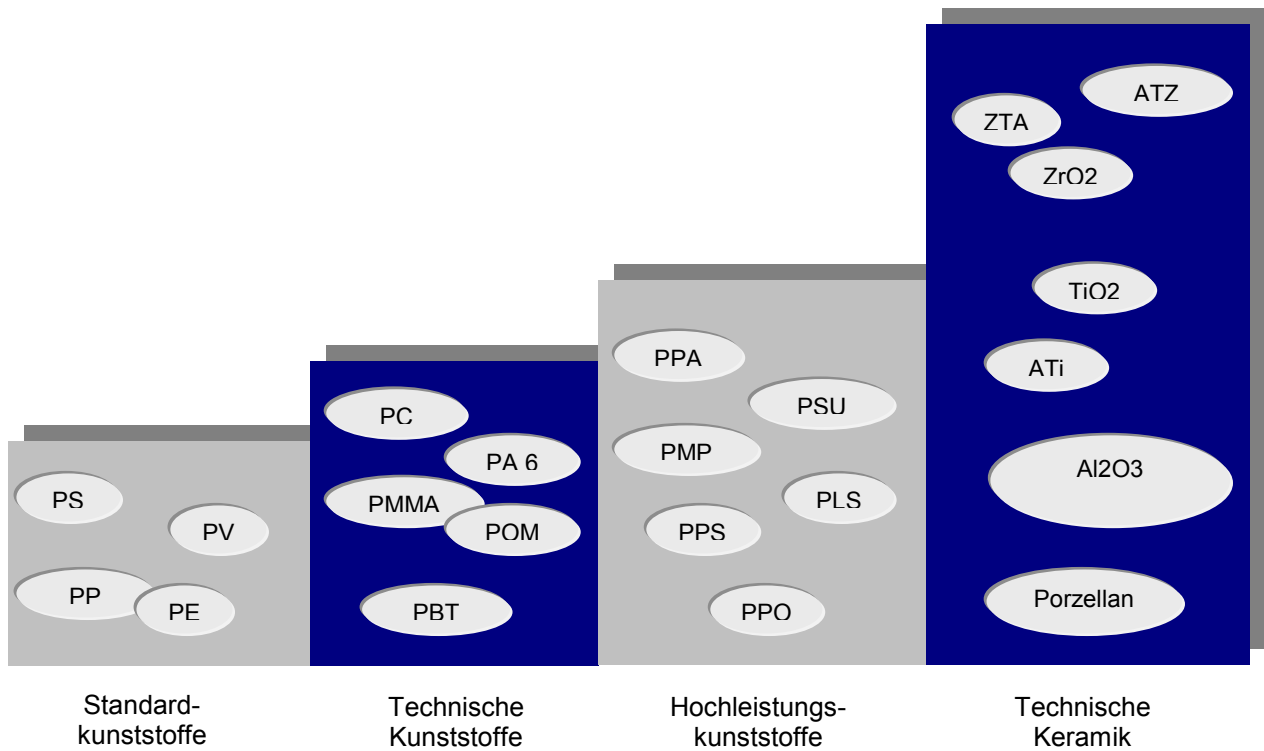 PS
PV
PP
PE
Standard-
kunststoffe
PC
PA 6
PMMA
POM
PBT
Technische
Kunststoffe
PPA
PSU
PMP
PLS
PPS
PPO
Hochleistungs-
kunststoffe
ATZ
ZTA
ZrO2
TiO2
ATi
Al2O3
Porzellan
Technische
Keramik